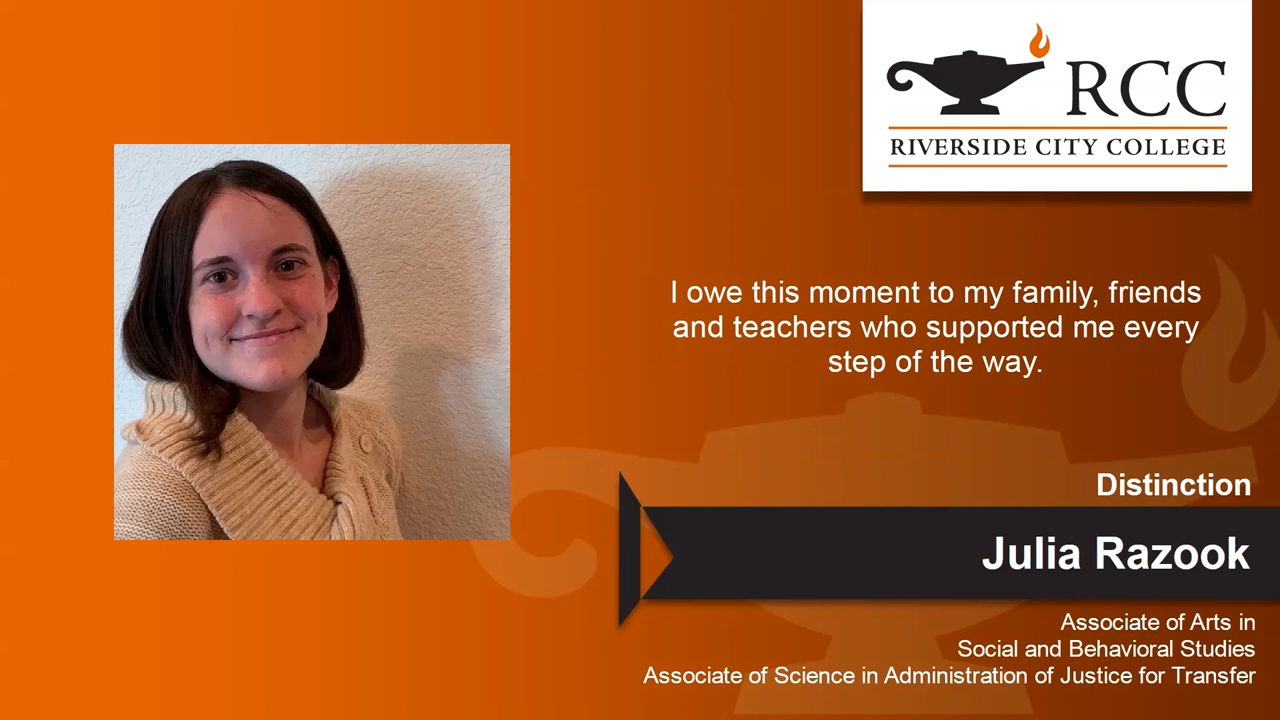 RCC
RIVERSIDE CITY COLLEGE
I owe this moment to my family, friends
and teachers who supported me every
step of the way.
Distinction
Julia Razook
Associate of Arts in
Social and Behavioral Studies
Associate of Science in Administration of Justice for Transfer